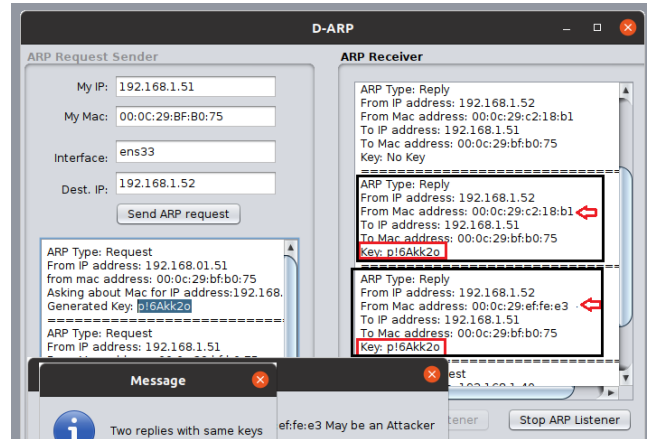 D-ARP
ARP Request Sender
My IP: 192.168.1.51
My Mac: 00:0C:29:BF:B0:75
Interface: ens33
Dest. IP: 192.168.1.52
Send ARP request
ARP Type: Request
From IP address: 192.168.01.51
from mac address: 00:0c:29:bf:b0:75
Asking about Mac for IP address:192.168.
Generated Key: p!6Akk2o
==============================
ARP Type: Request
From IP address: 192.168.1.51
ARP Receiver
ARP Type: Reply
From IP address: 192.168.1.52
From Mac address: 00:0c:29:c2:18:b1
To IP address: 192.168.1.51
To Mac address: 00:0c:29:bf:b0:75
Key: No Key
==============================
ARP Type: Reply
From IP address: 192.168.1.52
From Mac address: 00:0c:29:c2:18:b1
To IP address: 192.168.1.51
To Mac address: 00:0c:29:bf:b0:75
Key: p!6Akk2o
==============================
ARP Type: Reply
From IP address: 192.168.1.52
From Mac address: 00:0c:29:ef:fe:e3
To IP address: 192.168.1.51
To Mac address: 00:0c:29:bf:b0:75
Key: p!6Akk2o
==============================
est
Stop ARP Listener
tener
Message
Two replies with same keys
ef:fe:e3 May be an Attacker